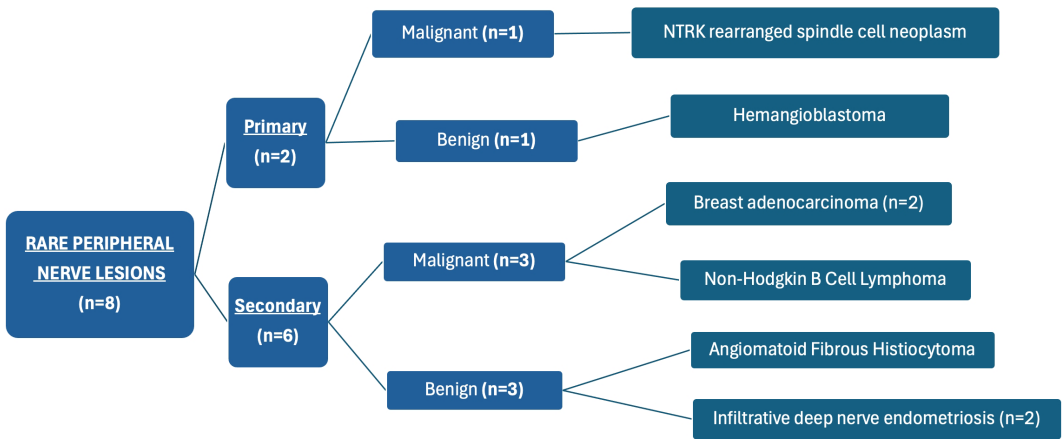 RARE PERIPHERAL
NERVE LESIONS
(n=8)
Primary
(n=2)
Secondary
(n=6)
Malignant (n=1)
Benign (n=1)
Malignant (n=3)
Benign (n=3)
NTRK rearranged spindle cell neoplasm
Hemangioblastoma
Breast adenocarcinoma (n=2)
Non-Hodgkin B Cell Lymphoma
Angiomatoid Fibrous Histiocytoma
Infiltrative deep nerve endometriosis (n=2)